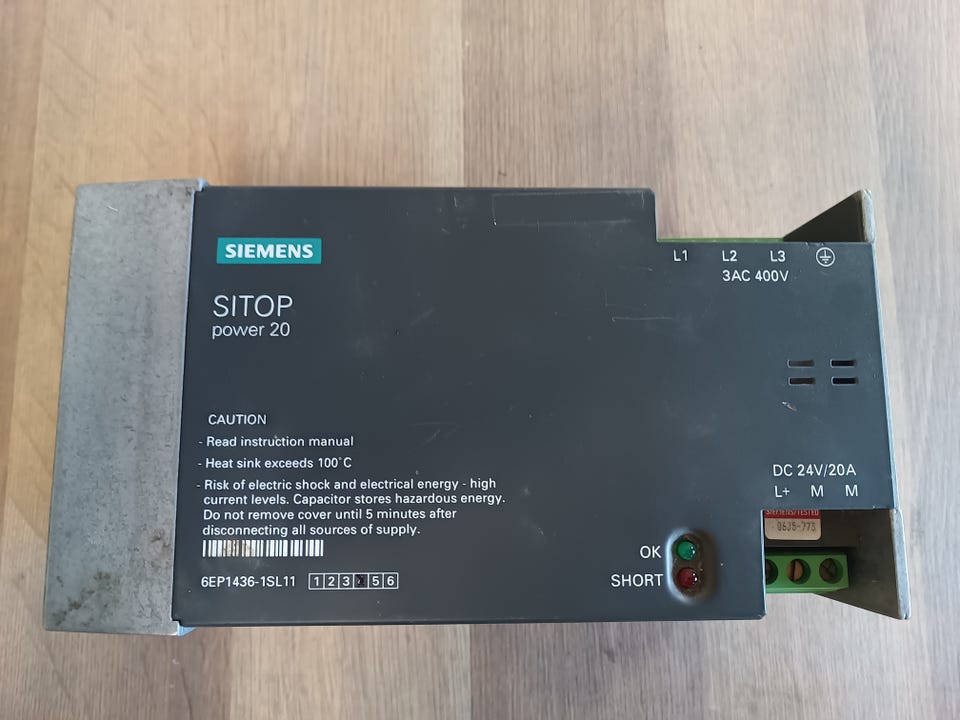 SIEMENS
SITOP
power 20
L1 L2 L3
3AC 400V
CAUTION
- Read instruction manual
- Heat sink exceeds 100°C
- Risk of electric shock and electrical energy - high
current levels. Capacitor stores hazardous energy.
Do not remove cover until 5 minutes after
disconnecting all sources of supply.
6EP1436-1SL11 1 2 3 5 6
DC 24V/20A
L+ M M
SIEMENS/TESTED
OK
SHORT